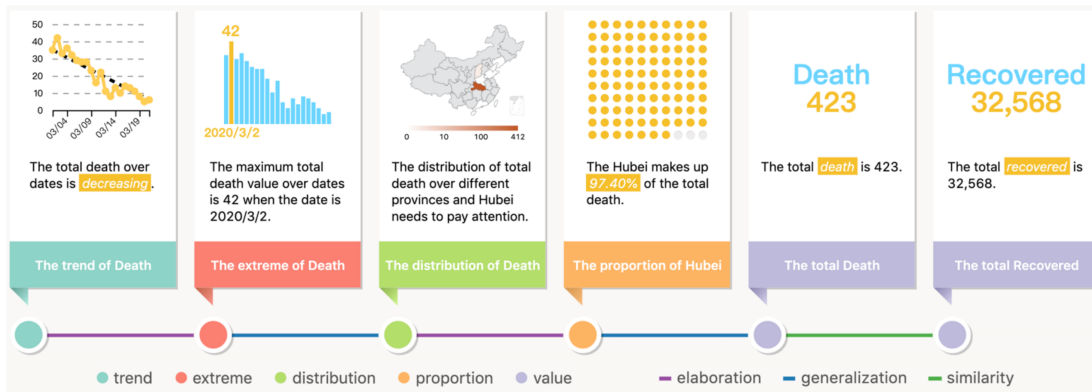 50
40
30
20
10
0
03/04
03/09
03/14
03/19
The total death over
dates is decreasing.
The trend of Death
42
2020/3/2
The maximum total
death value over dates
is 42 when the date is
2020/3/2.
The extreme of Death
0 10 100 412
The distribution of total
death over different
provinces and Hubei
needs to pay attention.
The distribution of Death
The Hubei makes up
97.40% of the total
death.
The proportion of Hubei
Death
423
The total death is 423.
The total Death
Recovered
32,568
The total recovered is
32,568.
The total Recovered
trend extreme distribution proportion value elaboration generalization similarity